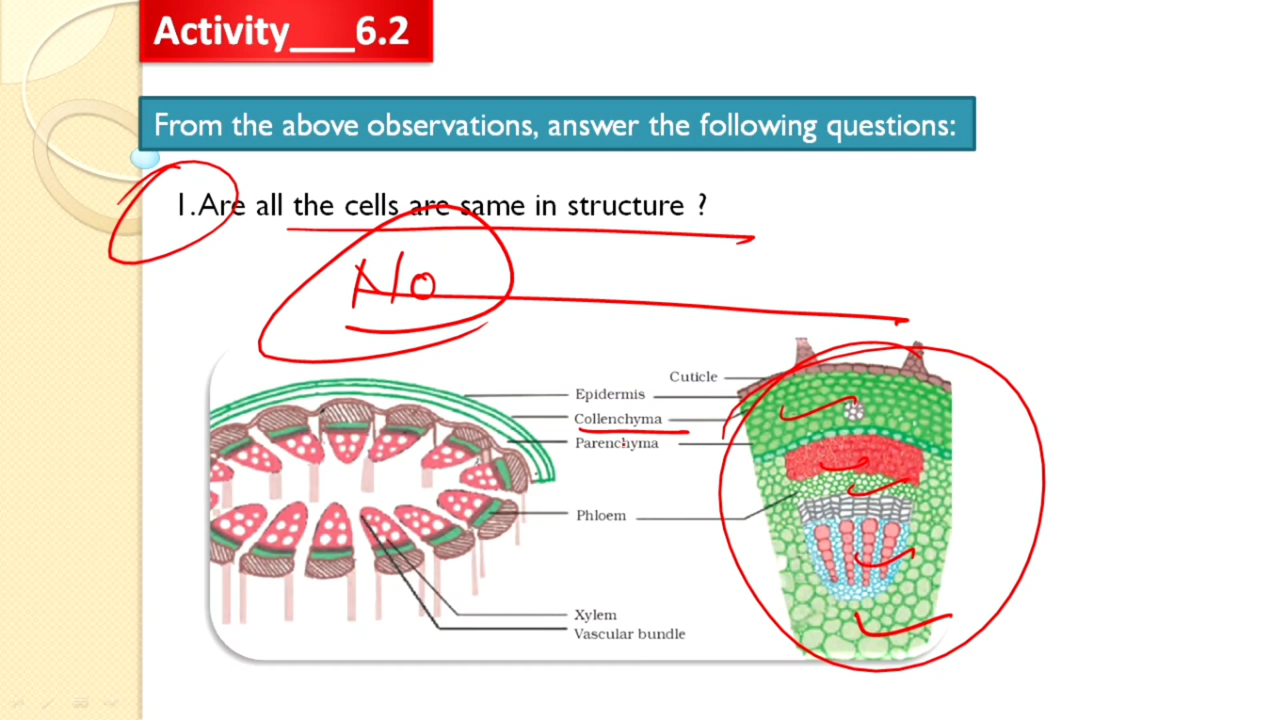 Activity___6.2
From the above observations, answer the following questions:
1.Are all the cells are same in structure ?
No
Cuticle
Epidermis
Collenchyma
Parenchyma
Phloem
Xylem
Vascular bundle